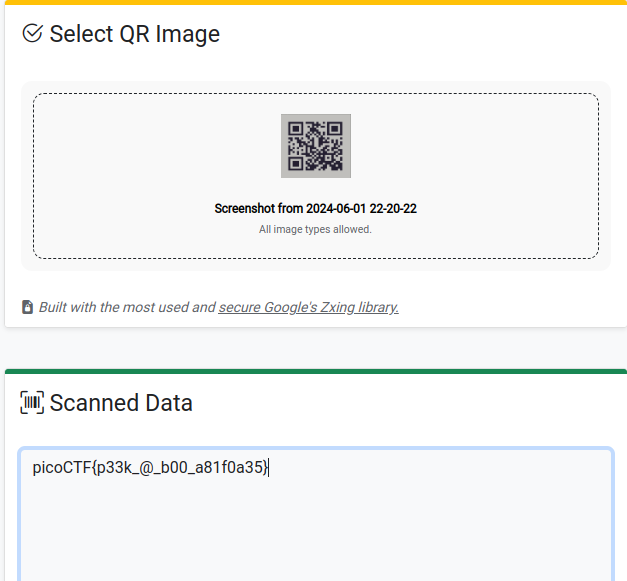 Select QR Image
Screenshot from 2024-06-01 22-20-22
All image types allowed.
Built with the most used and secure Google's Zxing library.
Scanned Data
picoCTF{p33k_@_b00_a81f0a35}